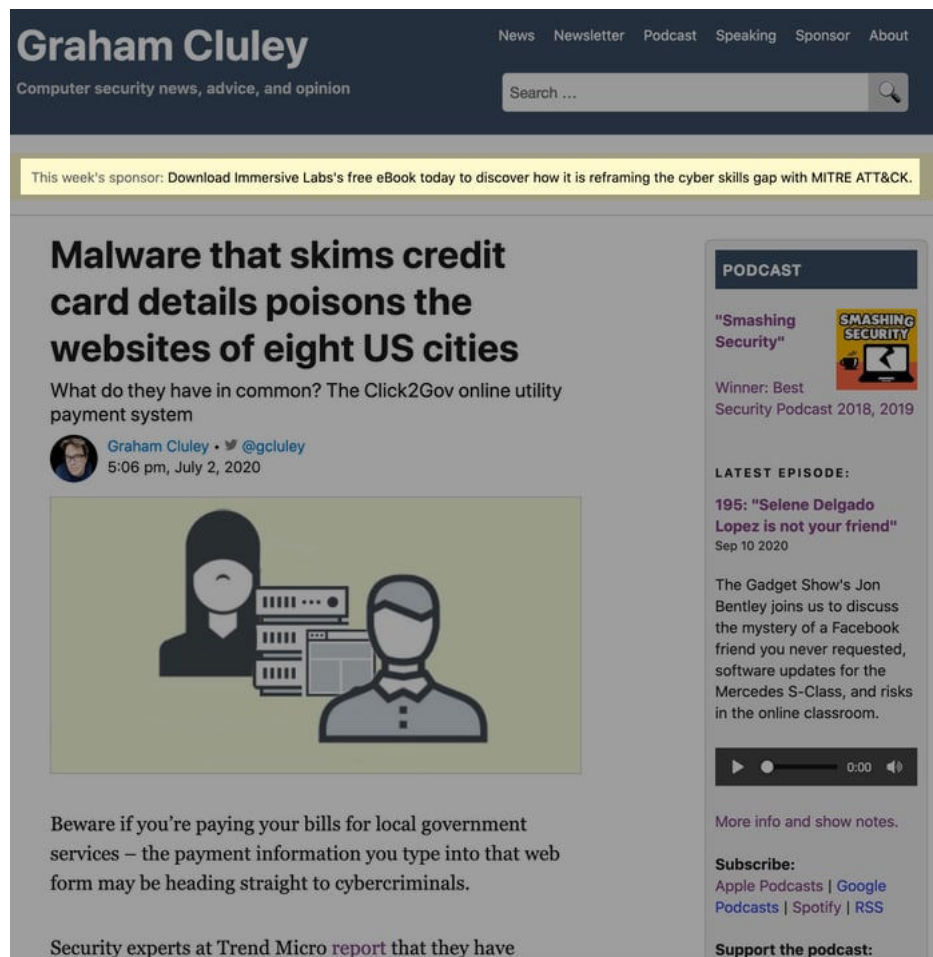 Graham Cluley
Computer security news, advice, and opinion
News Newsletter Podcast Speaking Sponsor About
Search ...
This week's sponsor: Download Immersive Labs's free eBook today to discover how it is reframing the cyber skills gap with MITRE ATT&CK.
Malware that skims credit
card details poisons the
websites of eight US cities
What do they have in common? The Click2Gov online utility
payment system
Graham Cluley • @gcluley
5:06 pm, July 2, 2020
Beware if you’re paying your bills for local government
services – the payment information you type into that web
form may be heading straight to cybercriminals.
Security experts at Trend Micro report that they have
PODCAST
"Smashing
Security"
SMASHING
SECURITY
Winner: Best
Security Podcast 2018, 2019
LATEST EPISODE:
195: "Selene Delgado
Lopez is not your friend"
Sep 10 2020
The Gadget Show's Jon
Bentley joins us to discuss
the mystery of a Facebook
friend you never requested,
software updates for the
Mercedes S-Class, and risks
in the online classroom.
0:00
More info and show notes.
Subscribe:
Apple Podcasts | Google
Podcasts | Spotify | RSS
Support the podcast: